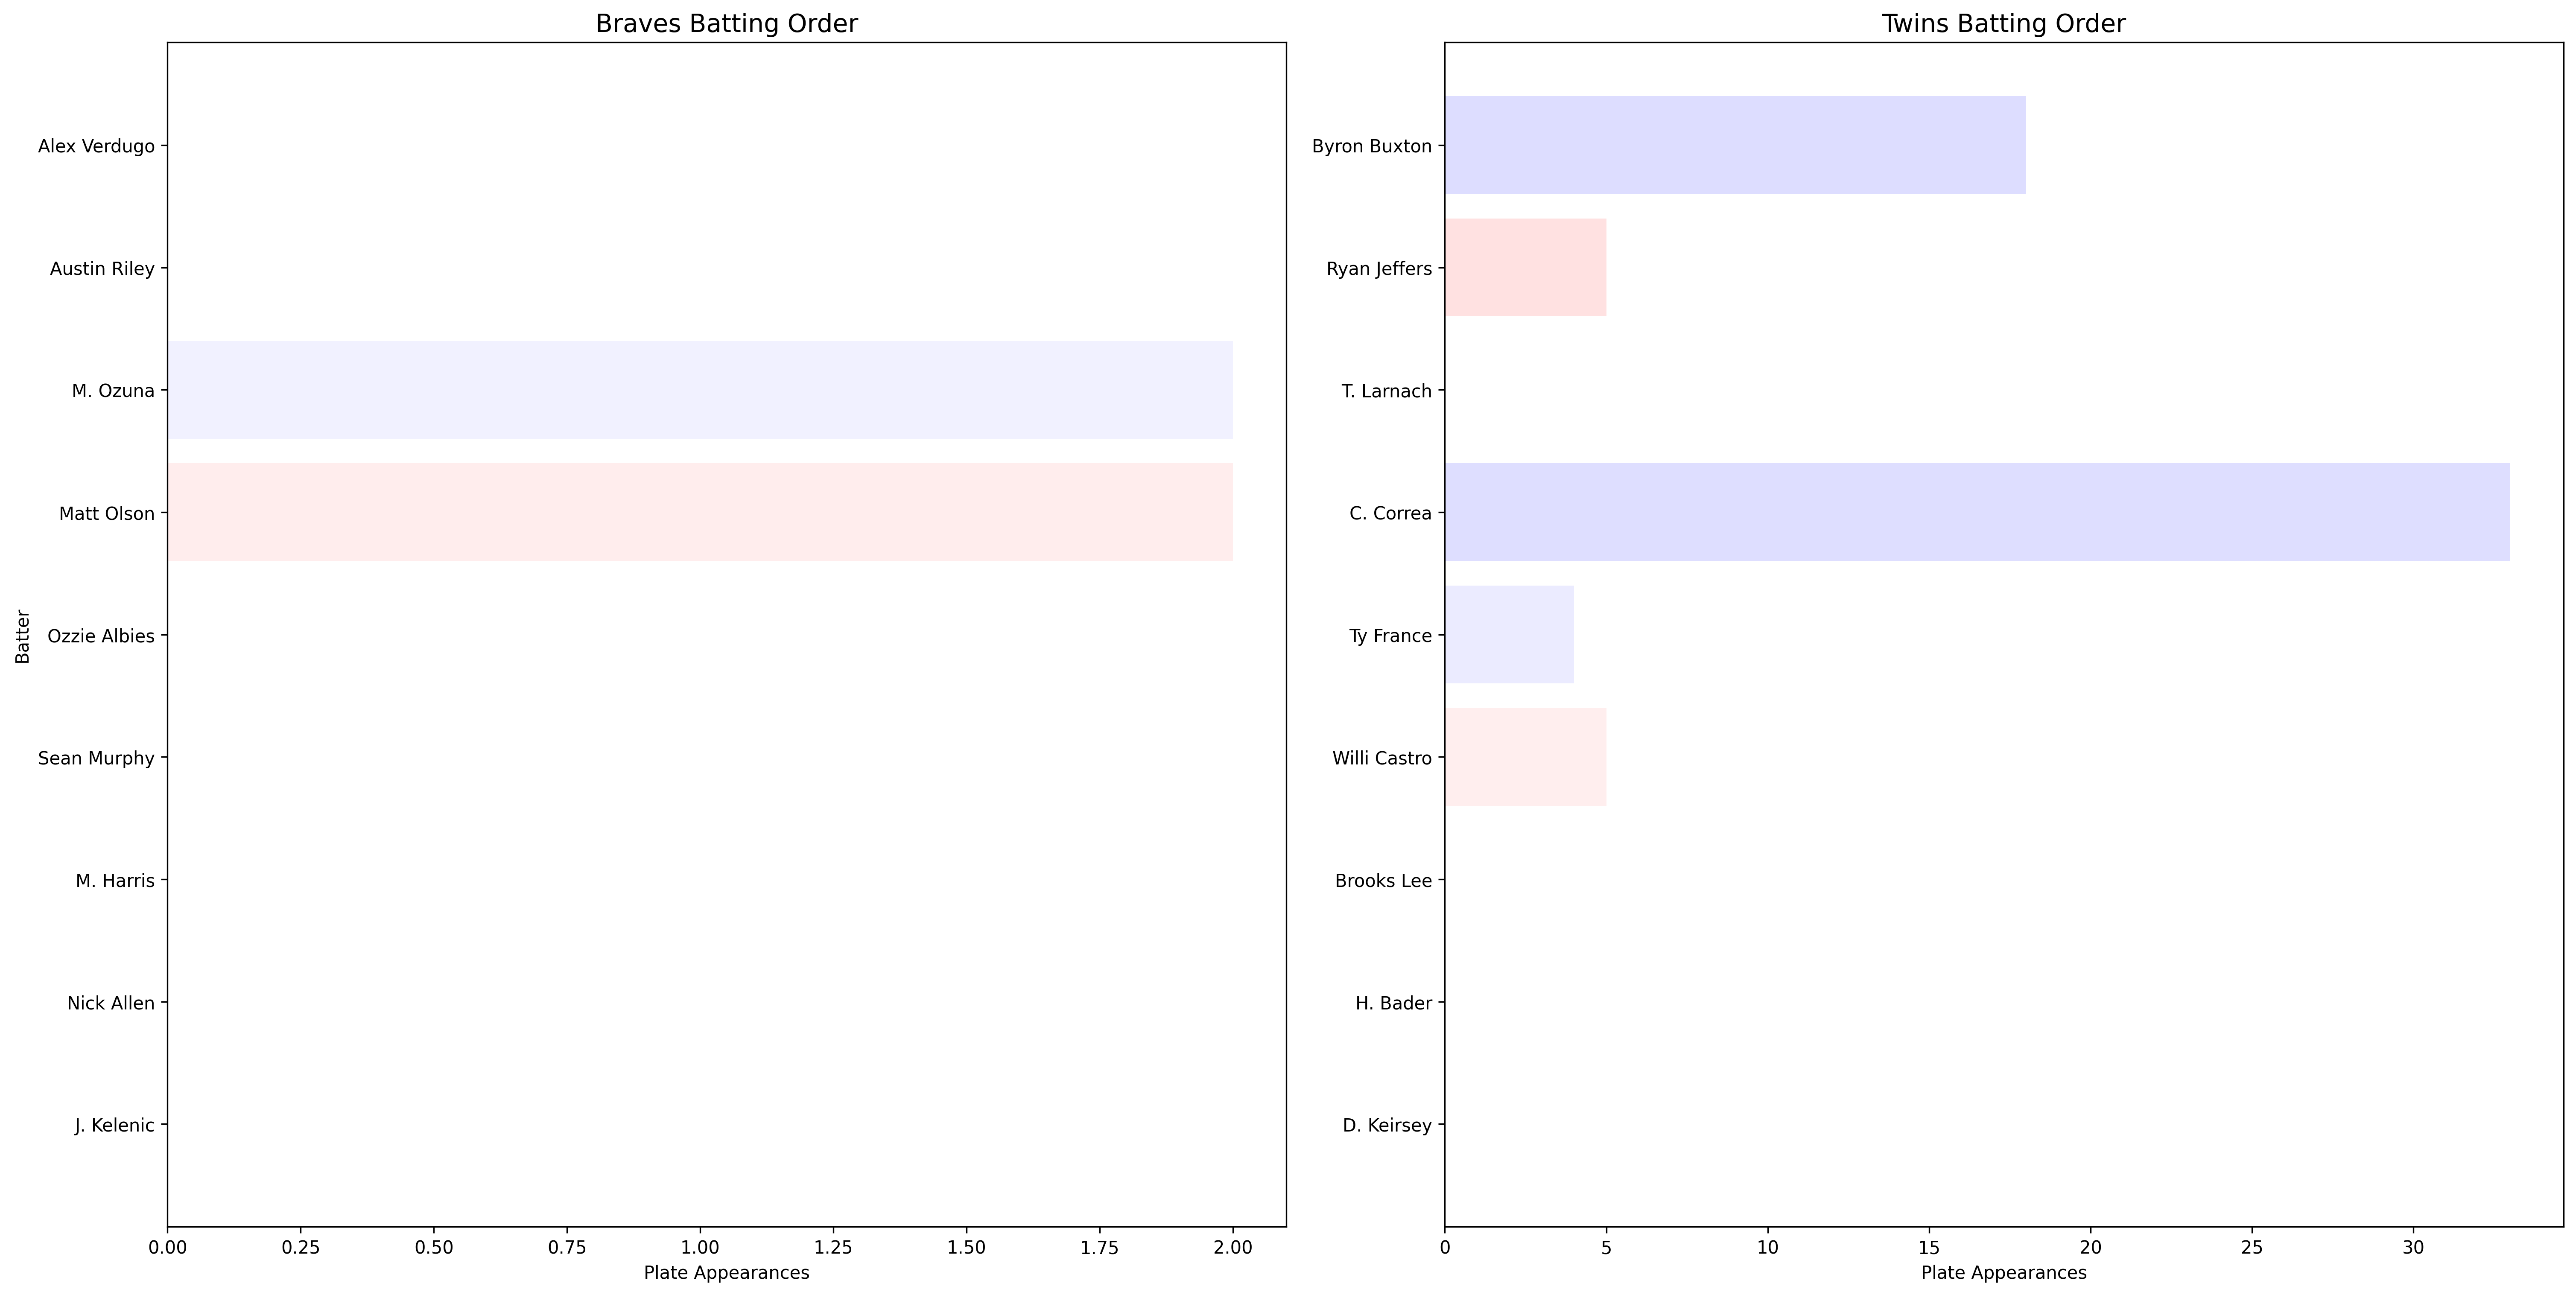 Braves Batting Order
Batter
Alex Verdugo
Austin Riley
M. Ozuna
Matt Olson
Ozzie Albies
Sean Murphy
M. Harris
Nick Allen
J. Kelenic
0.00 0.25 0.50 0.75 1.00 1.25 1.50 1.75 2.00
Plate Appearances
Twins Batting Order
Byron Buxton
Ryan Jeffers
T. Larnach
C. Correa
Ty France
Willi Castro
Brooks Lee
H. Bader
D. Keirsey
0 5 10 15 20 25 30
Plate Appearances